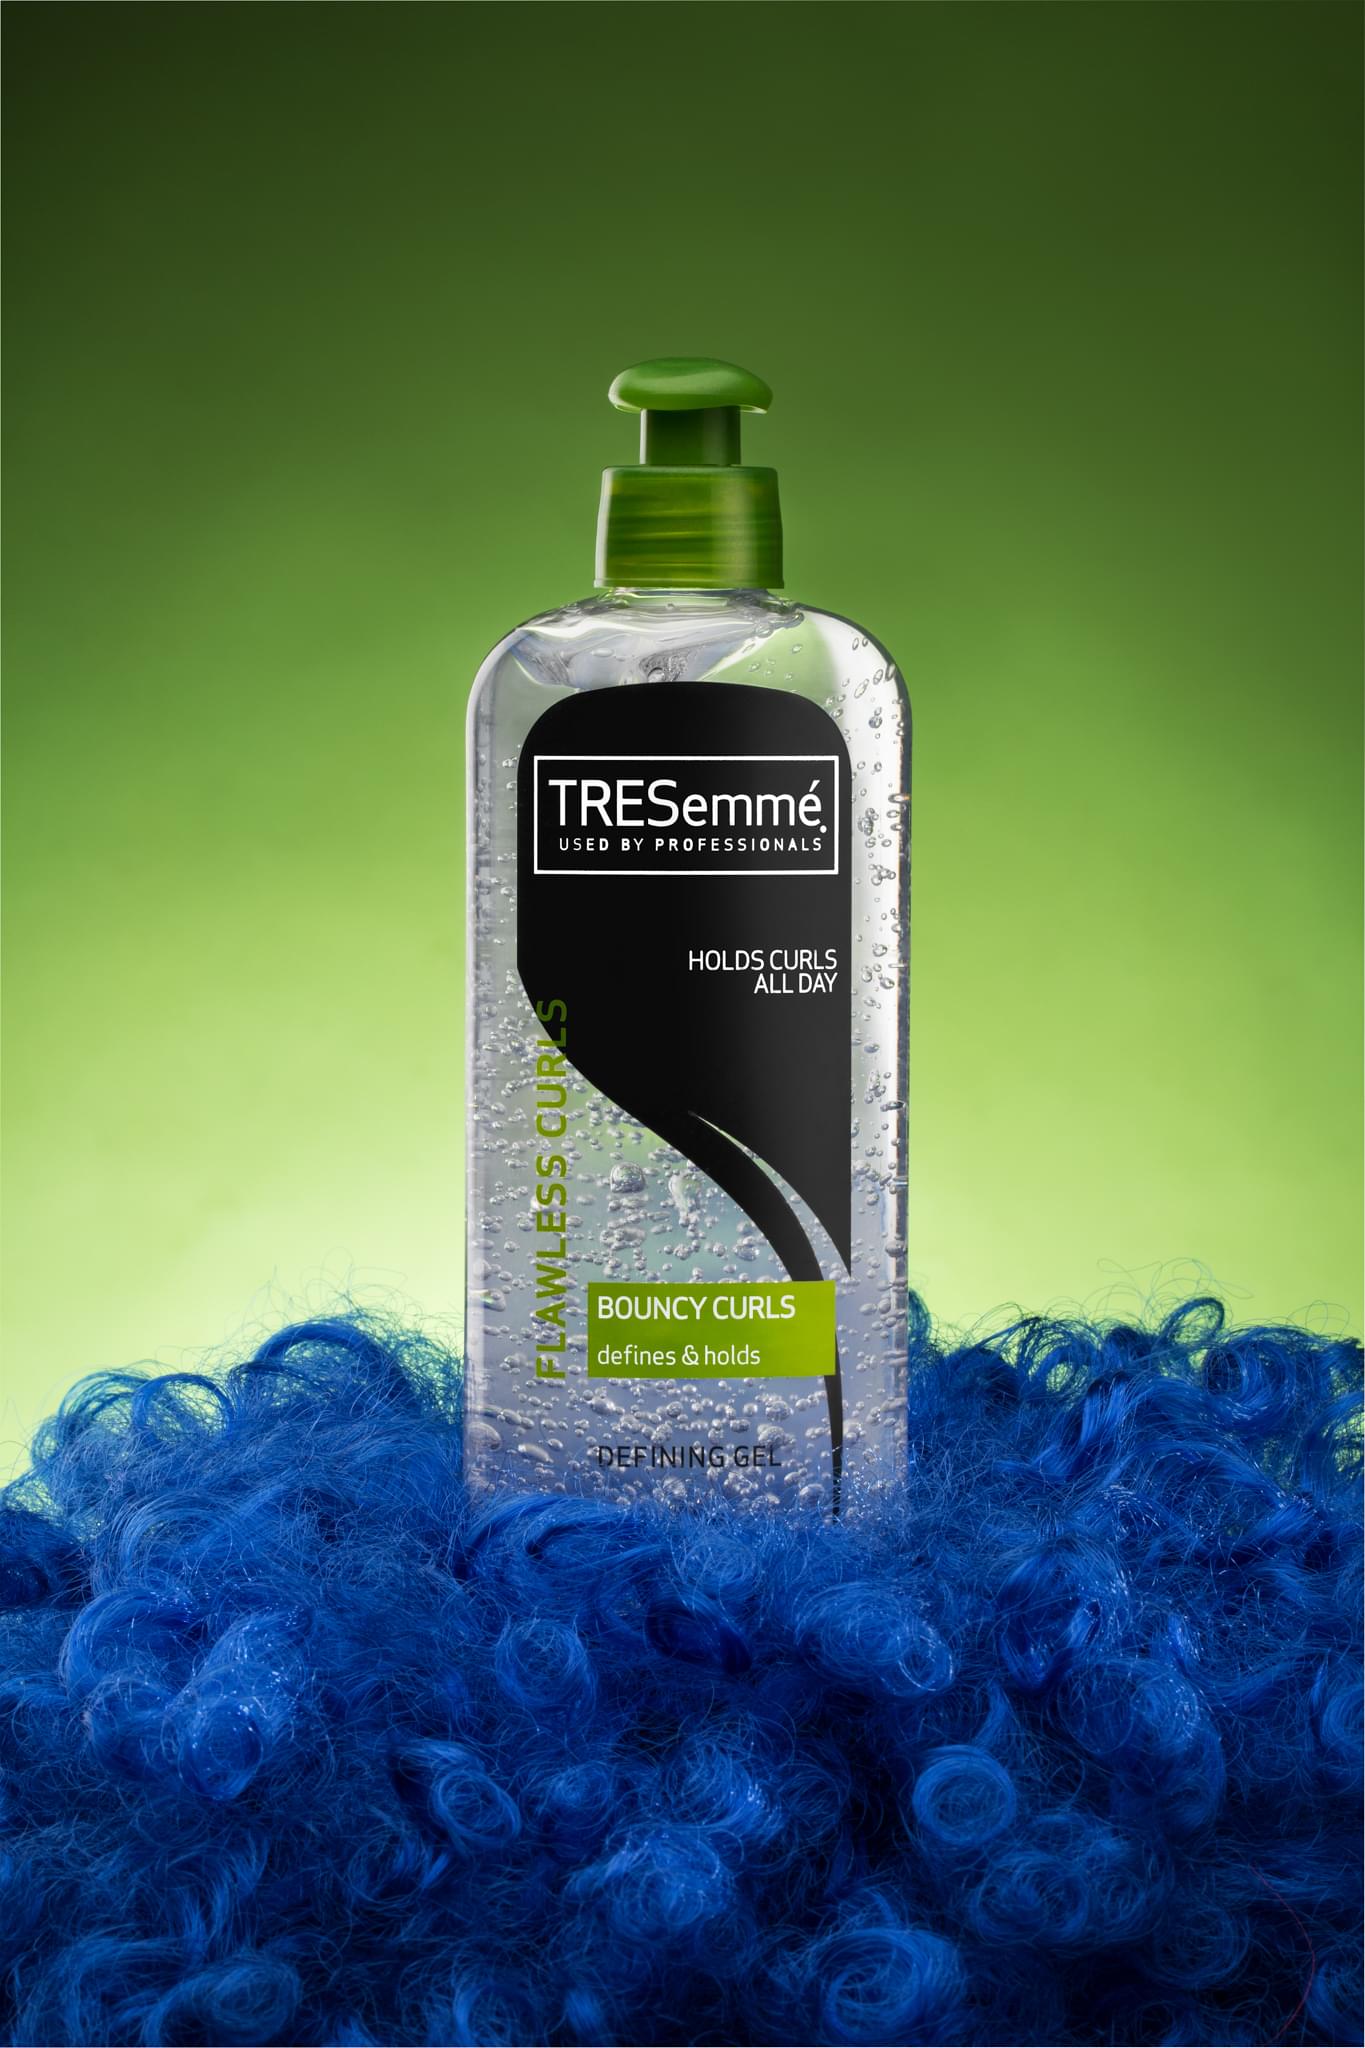 TRESemmé
USED BY PROFESSIONALS
HOLDS CURLS
ALL DAY
FLAWLESS CURLS
BOUNCY CURLS
defines & holds
DEFINING GEL